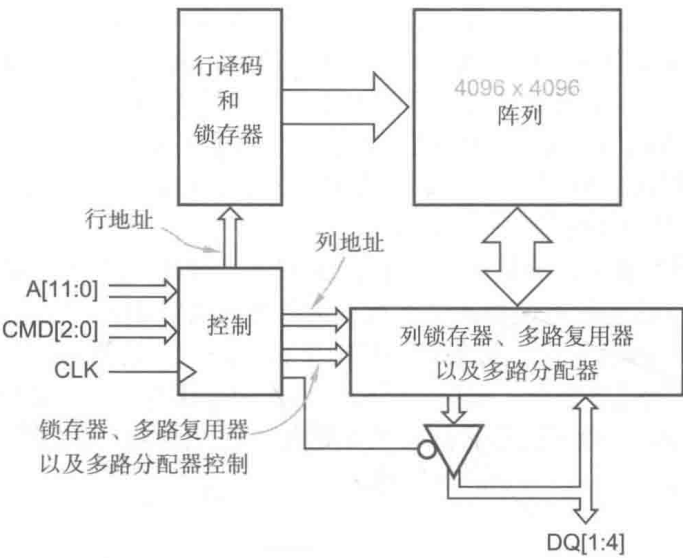 行译码
和
锁存器
4096 x 4096
阵列
行地址
列地址
A[11:0]
CMD[2:0]
CLK
控制
列锁存器、多路复用器
以及多路分配器
锁存器、多路复用器
以及多路分配器控制
DQ[1:4]